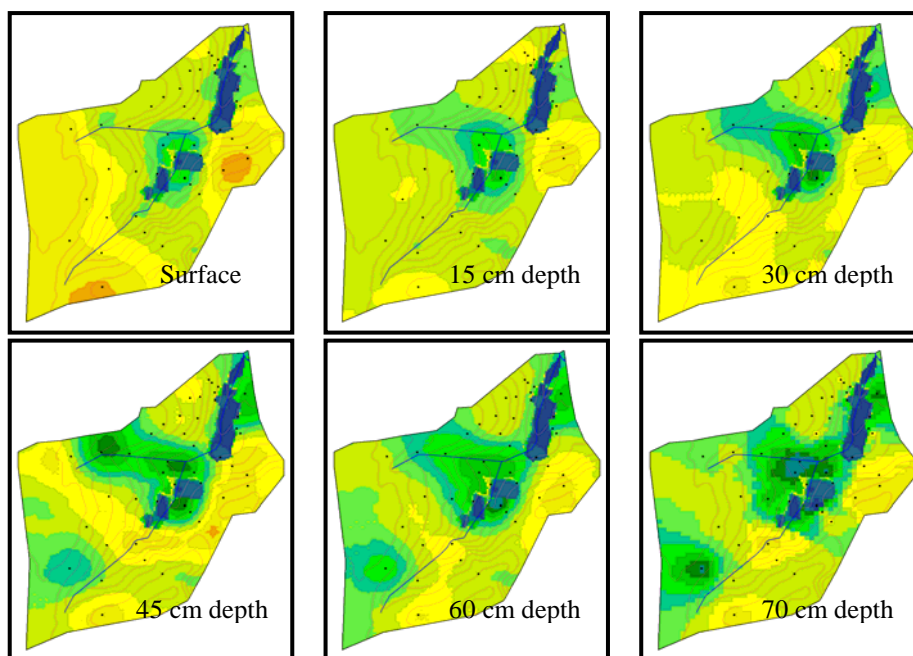 Surface
15 cm depth
30 cm depth
45 cm depth
60 cm depth
70 cm depth